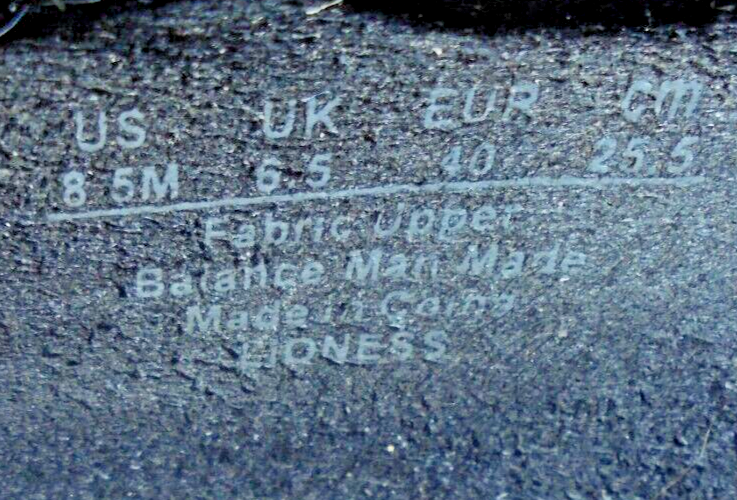 US UK EUR cm
8.5M 6.5 40 25.5
Fabric Upper
Balance Man Made
Made in China
LIONESS